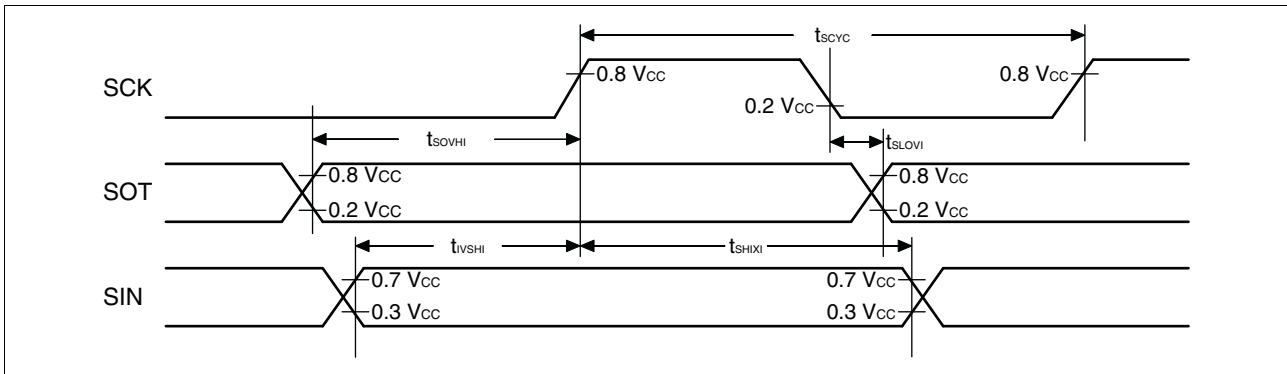 tSCYC
SCK
0.8 VCC
0.8 VCC
0.2 VCC
tSOVHI
tSLOVI
SOT
0.8 VCC
0.8 VCC
0.2 VCC
0.2 VCC
tIVSHI
tSHIXI
SIN
0.7 VCC
0.7 VCC
0.3 VCC
0.3 VCC